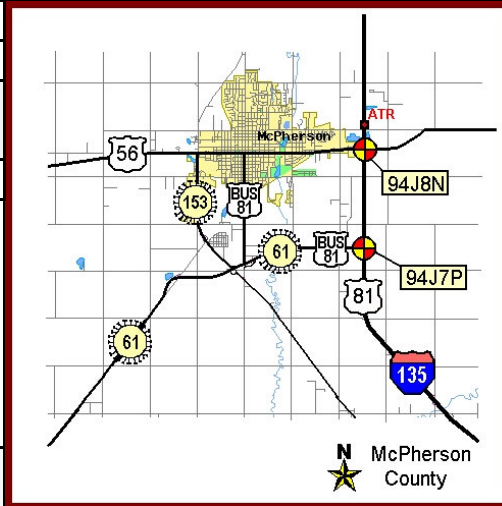 ATR
McPherson
56
94J8N
153
BUS
81
61
BUS
81
94J7P
81
61
135
N
McPherson
County